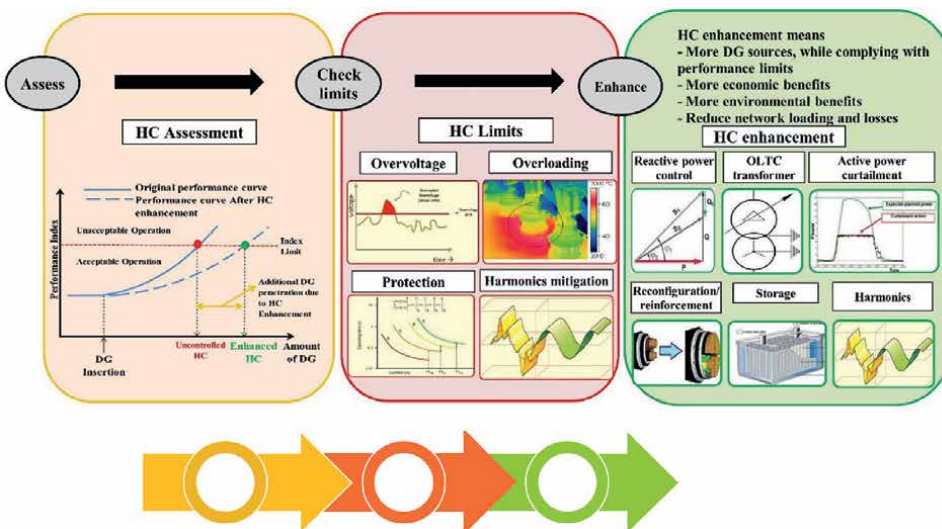 Assess
HC Assessment
Original performance curve
Performance curve After HC
enhancement
Unacceptable Operation
Acceptable Operation
Index
Limit
Performance Index
Additional DG
penetration due
to HC
Enhancement
DG
Insertion
Uncontrolled
HC
Enhanced
HC
Amount
of DG
Check
limits
HC Limits
Overvoltage
voltage
time
Overloading
Protection
Harmonics mitigation
Enhance
HC enhancement means
- More DG sources, while complying with
performance limits
- More economic benefits
- More environmental benefits
- Reduce network loading and losses
HC enhancement
Reactive power
control
S₁
Q
P
OLTC
transformer
Active power
curtailment
Reconfiguration/
reinforcement
Storage
Harmonics